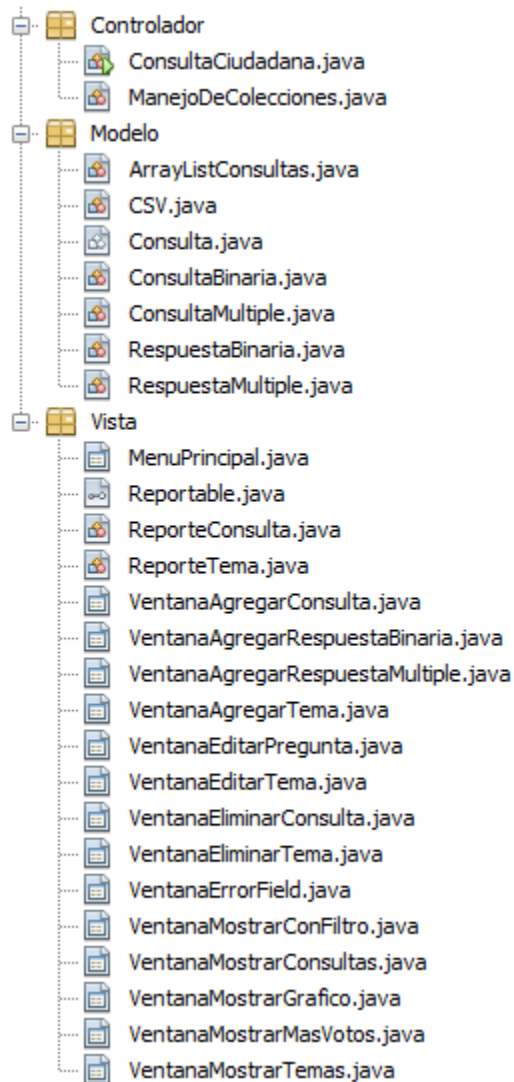 Controlador
ConsultaCiudadana.java
ManejoDeColecciones.java
Modelo
ArrayListConsultas.java
CSV.java
Consulta.java
ConsultaBinaria.java
ConsultaMultiple.java
RespuestaBinaria.java
RespuestaMultiple.java
Vista
MenuPrincipal.java
Reportable.java
ReporteConsulta.java
ReporteTema.java
VentanaAgregarConsulta.java
VentanaAgregarRespuestaBinaria.java
VentanaAgregarRespuestaMultiple.java
VentanaAgregarTema.java
VentanaEditarPregunta.java
VentanaEditarTema.java
VentanaEliminarConsulta.java
VentanaEliminarTema.java
VentanaErrorField.java
VentanaMostrarConFiltro.java
VentanaMostrarConsultas.java
VentanaMostrarGrafico.java
VentanaMostrarMasVotos.java
VentanaMostrarTemas.java